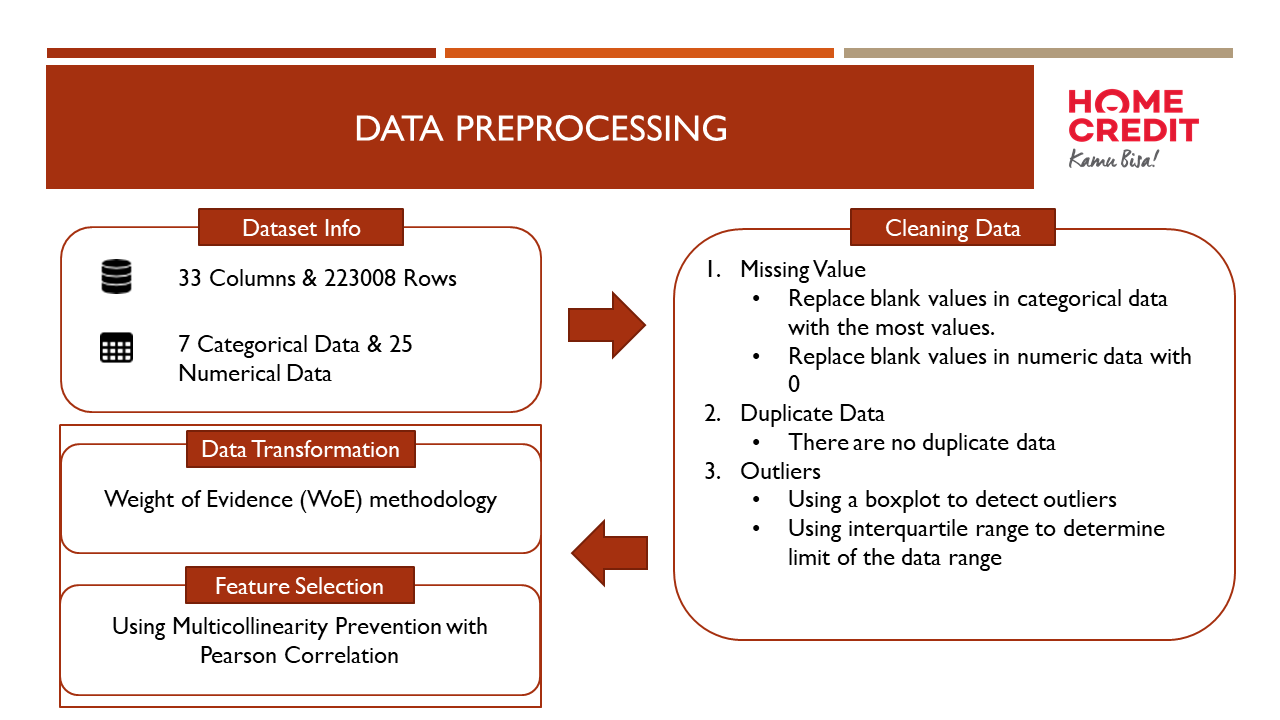 DATA PREPROCESSING
HOME
CREDIT
Kamu Bisa!
Dataset Info
33 Columns & 223008 Rows
7 Categorical Data & 25
Numerical Data
Cleaning Data
1. Missing Value
• Replace blank values in categorical data
with the most values.
• Replace blank values in numeric data with
0
2. Duplicate Data
• There are no duplicate data
3. Outliers
• Using a boxplot to detect outliers
• Using interquartile range to determine
limit of the data range
Data Transformation
Weight of Evidence (WoE) methodology
Feature Selection
Using Multicollinearity Prevention with
Pearson Correlation